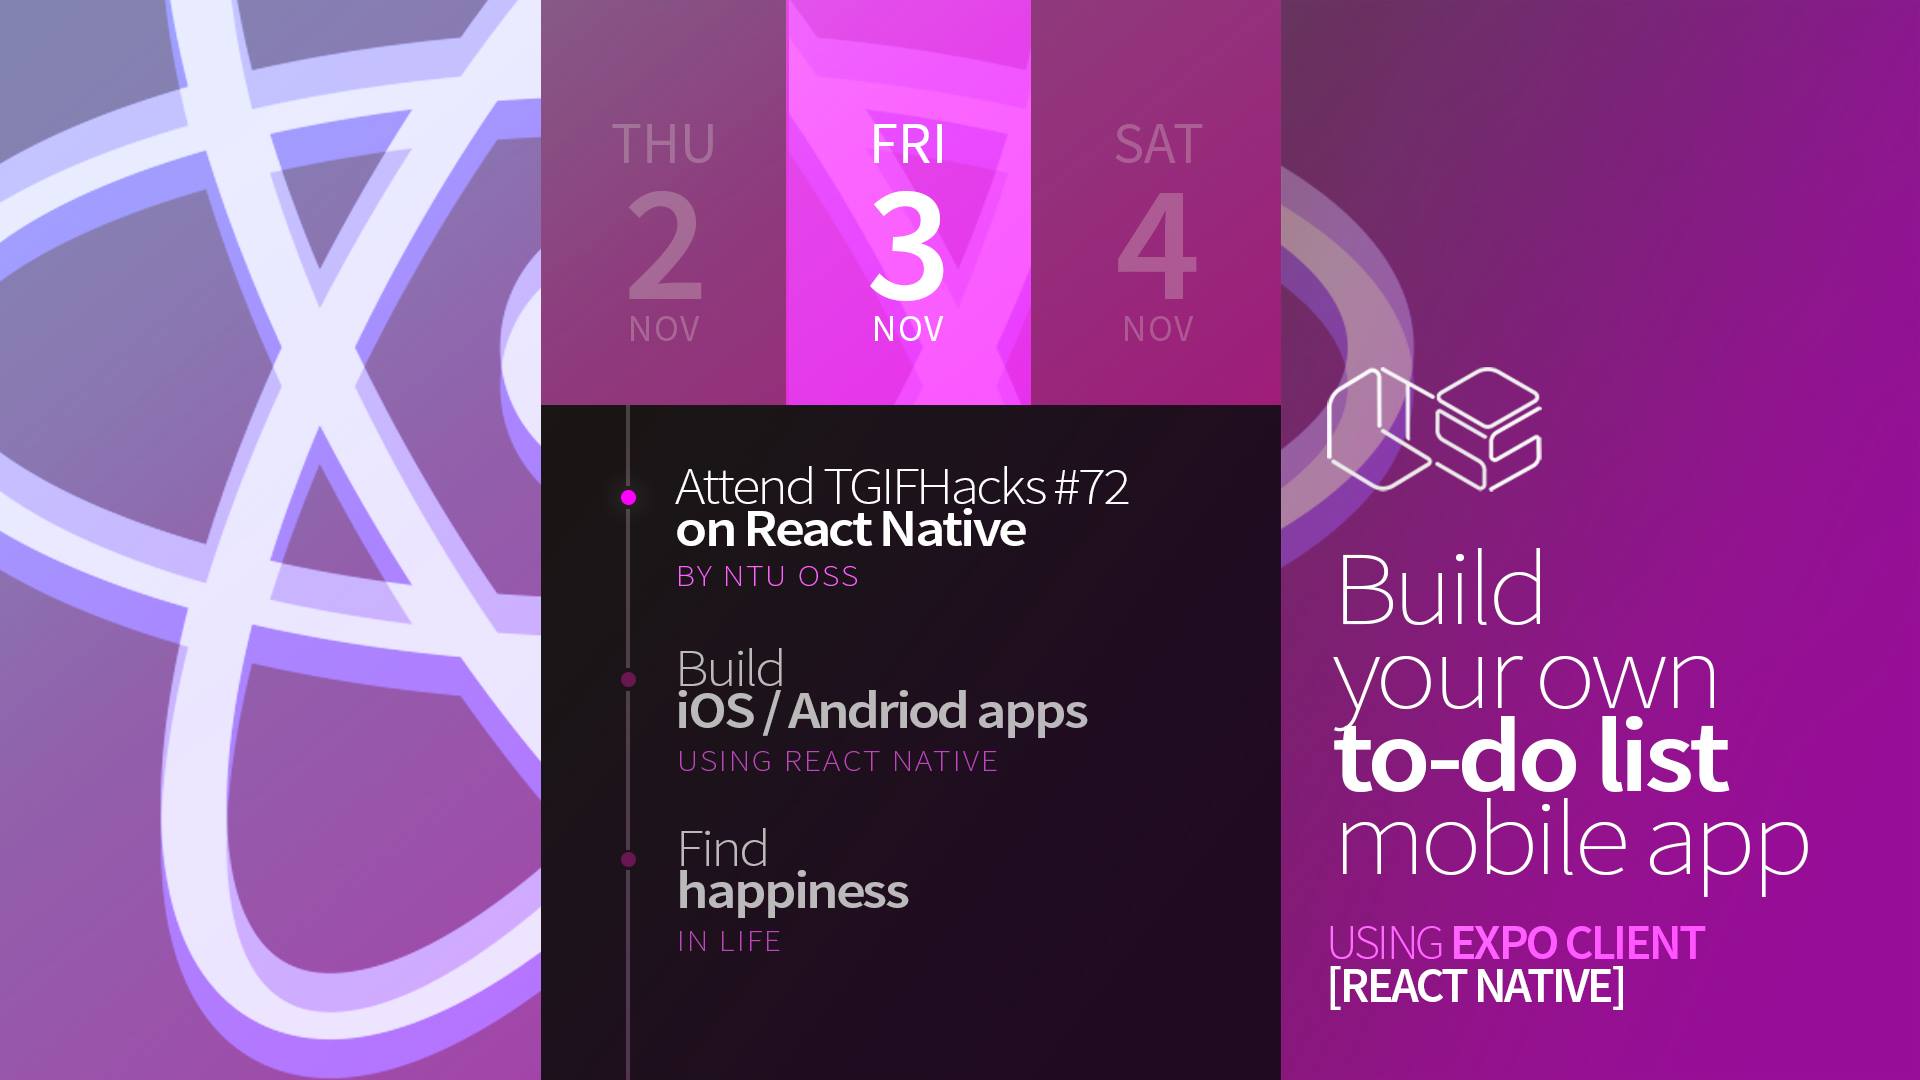 THU
2
NOV
FRI
3
NOV
SAT
4
NOV
Attend TGIFHacks #72
on React Native
BY NTU OSS
Build
iOS / Andriod apps
USING REACT NATIVE
Find
happiness
IN LIFE
Build
your own
to-do list
mobile app
USING EXPO CLIENT
[REACT NATIVE]